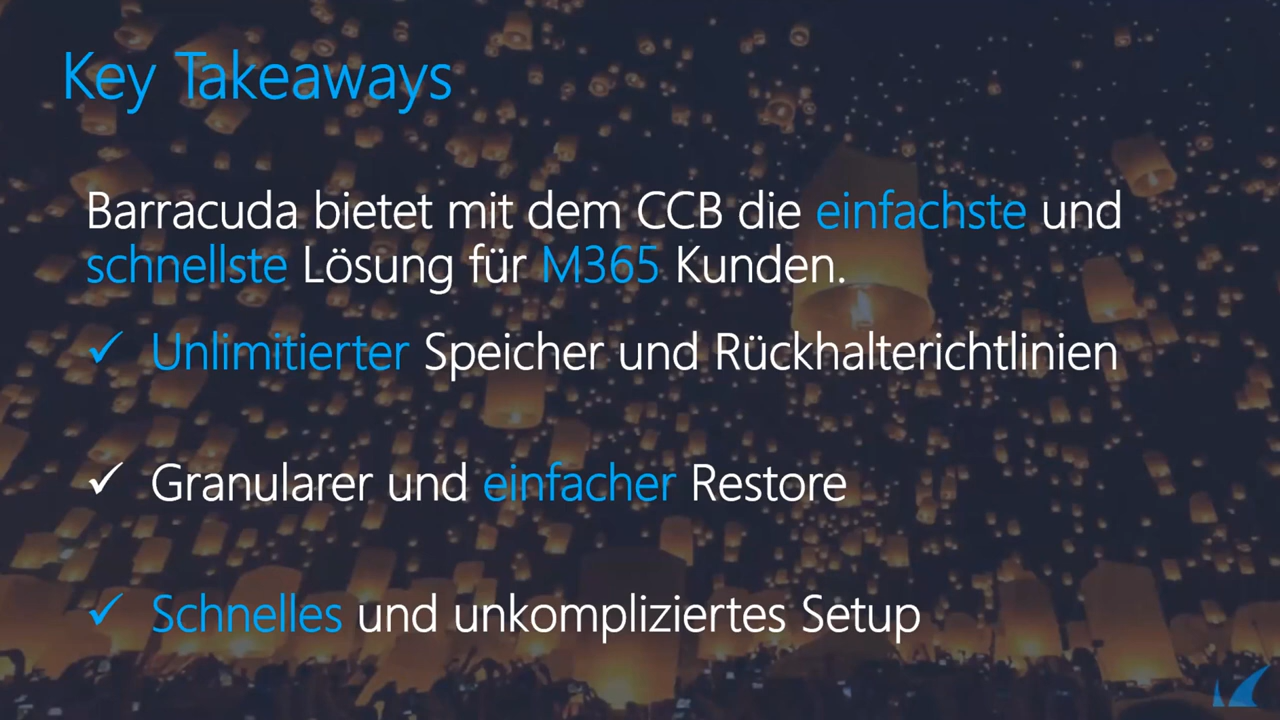 Key Takeaways
Barracuda bietet mit dem CCB die einfachste und
schnellste Lösung für M365 Kunden.
✓ Unlimitierter Speicher und Rückhalterichtlinien
✓ Granularer und einfacher Restore
✓ Schnelles und unkompliziertes Setup